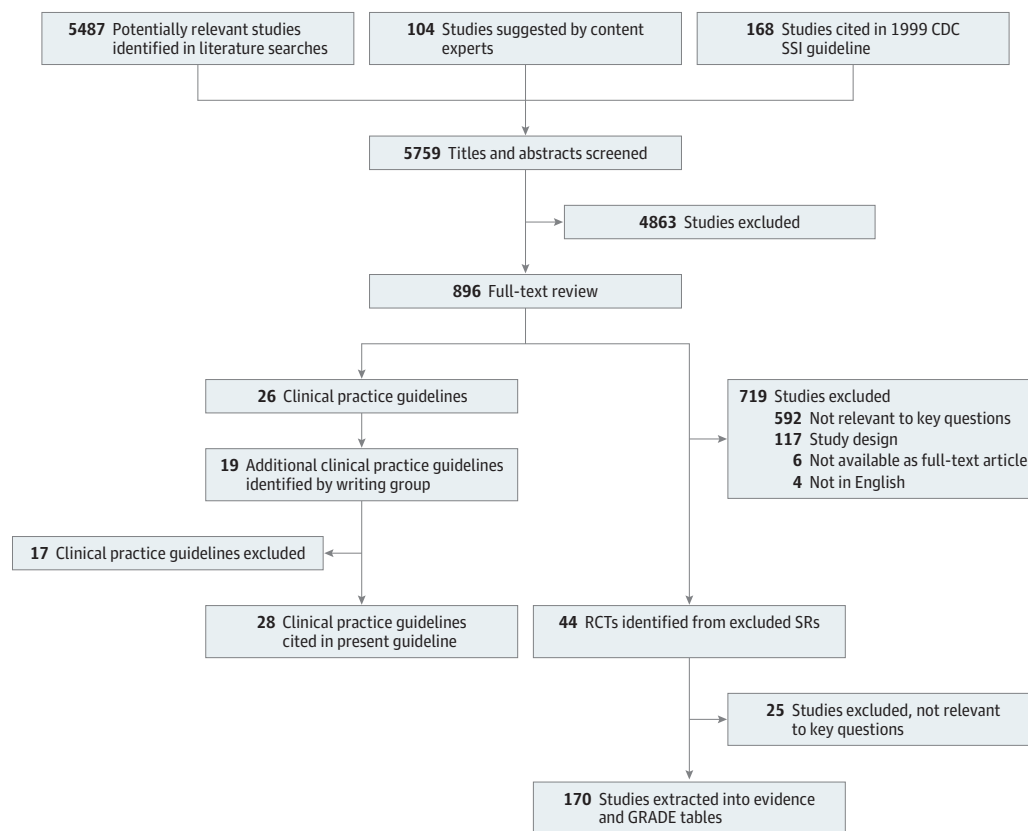 5487 Potentially relevant studies
identified in literature searches
104 Studies suggested by content
experts
168 Studies cited in 1999 CDC
SSI guideline
5759 Titles and abstracts screened
4863 Studies excluded
896 Full-text review
26 Clinical practice guidelines
19 Additional clinical practice guidelines
identified by writing group
17 Clinical practice guidelines excluded
28 Clinical practice guidelines
cited in present guideline
719 Studies excluded
592 Not relevant to key questions
117 Study design
6 Not available as full-text article
4 Not in English
44 RCTs identified from excluded SRs
25 Studies excluded, not relevant
to key questions
170 Studies extracted into evidence
and GRADE tables